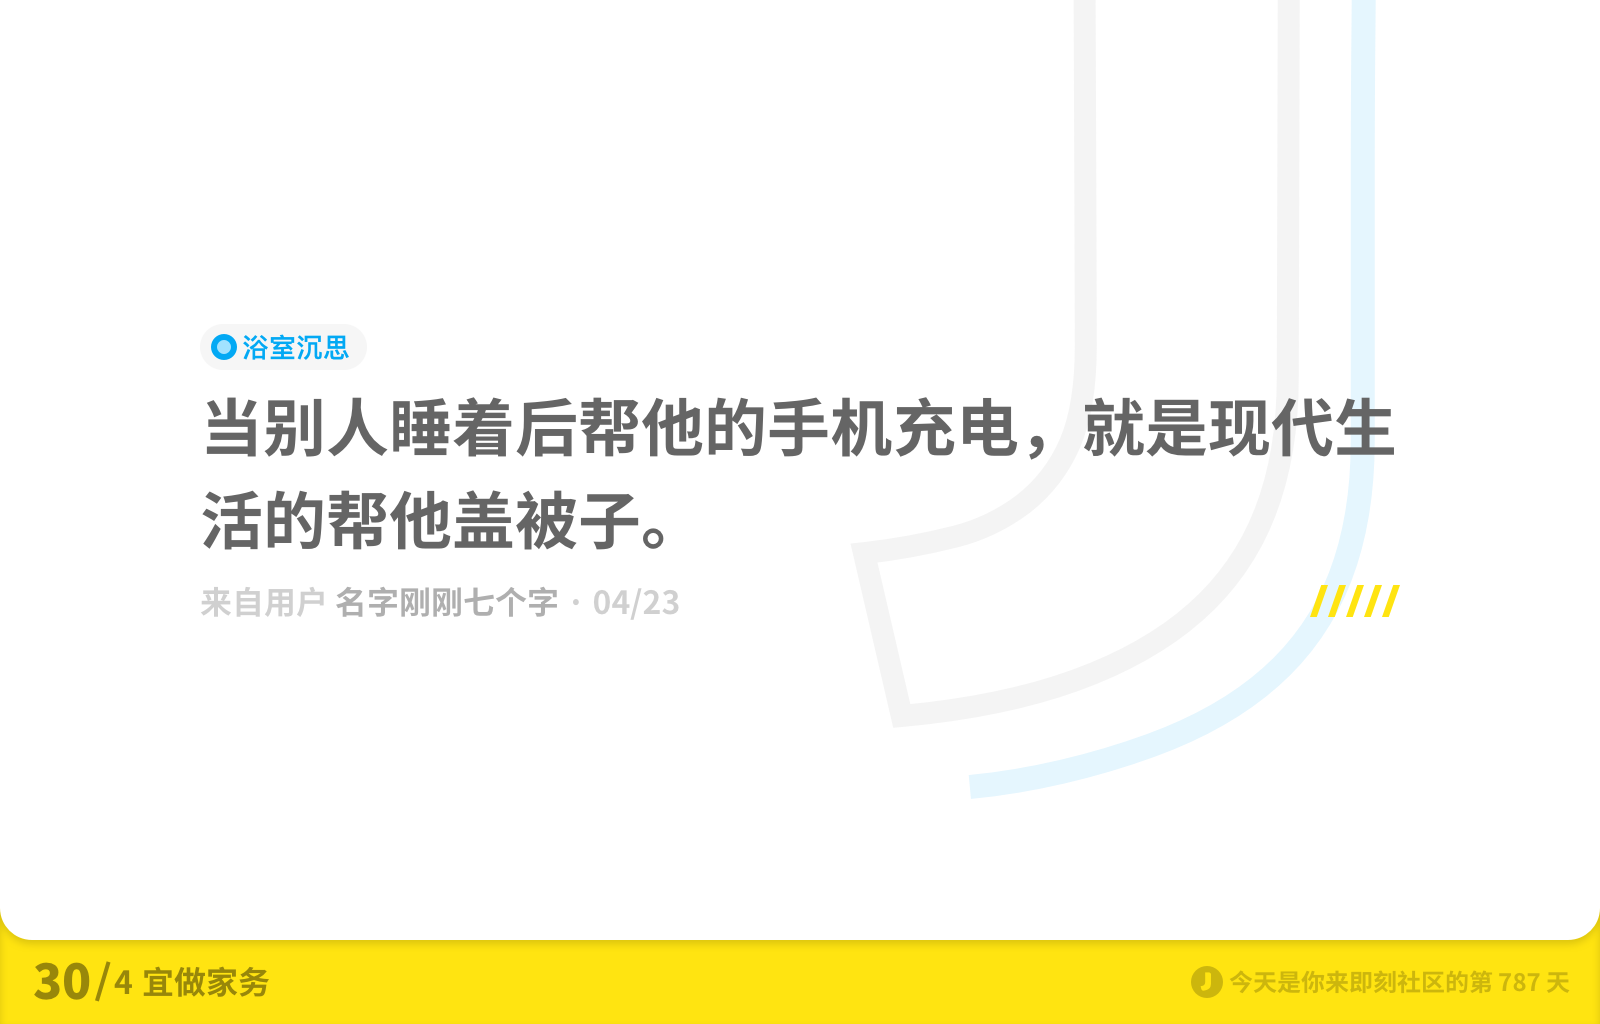 浴室沉思
当别人睡着后帮他的手机充电，就是现代生
活的帮他盖被子。
来自用户 名字刚刚七个字 · 04/23
30/4 宜做家务
今天是你来即刻社区的第 787 天